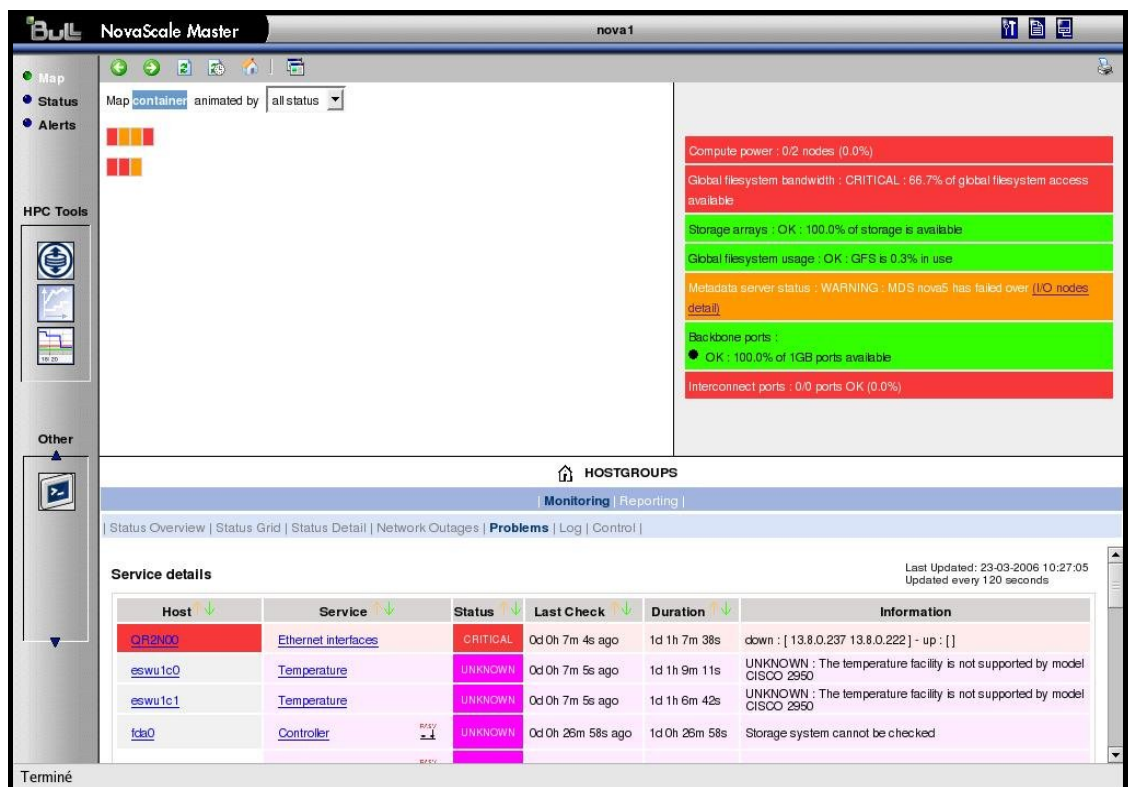 Bull NovaScale Master nova1
Map
Status
Alerts
Map container animated by all status
Compute power : 0/2 nodes (0.0%)
Global filesystem bandwidth : CRITICAL : 66.7% of global filesystem access
available
Storage arrays : OK : 100.0% of storage is available
Global filesystem usage : OK : GFS is 0.3% in use
Metadata server status : WARNING : MDS nova5 has failed over (I/O nodes
detail)
Backbone ports :
OK : 100.0% of 1GB ports available
Interconnect ports : 0/0 ports OK (0.0%)
HPC Tools
Other
HOSTGROUPS
| Monitoring | Reporting |
| Status Overview | Status Grid | Status Detail | Network Outages | Problems | Log | Control |
Service details
Last Updated: 23-03-2006 10:27:05
Updated every 120 seconds
Host Service Status Last Check Duration Information
QR2N00 Ethernet interfaces CRITICAL 0d 0h 7m 4s ago 1d 1h 7m 38s down : [ 13.8.0.237 13.8.0.222 ] - up : [ ]
eswu1c0 Temperature UNKNOWN 0d 0h 7m 5s ago 1d 1h 9m 11s UNKNOWN : The temperature facility is not supported by model
CISCO 2950
eswu1c1 Temperature UNKNOWN 0d 0h 7m 5s ago 1d 1h 6m 42s UNKNOWN : The temperature facility is not supported by model
CISCO 2950
fda0 Controller EASY UNKNOWN 0d 0h 26m 58s ago 1d 0h 26m 58s Storage system cannot be checked
Terminé